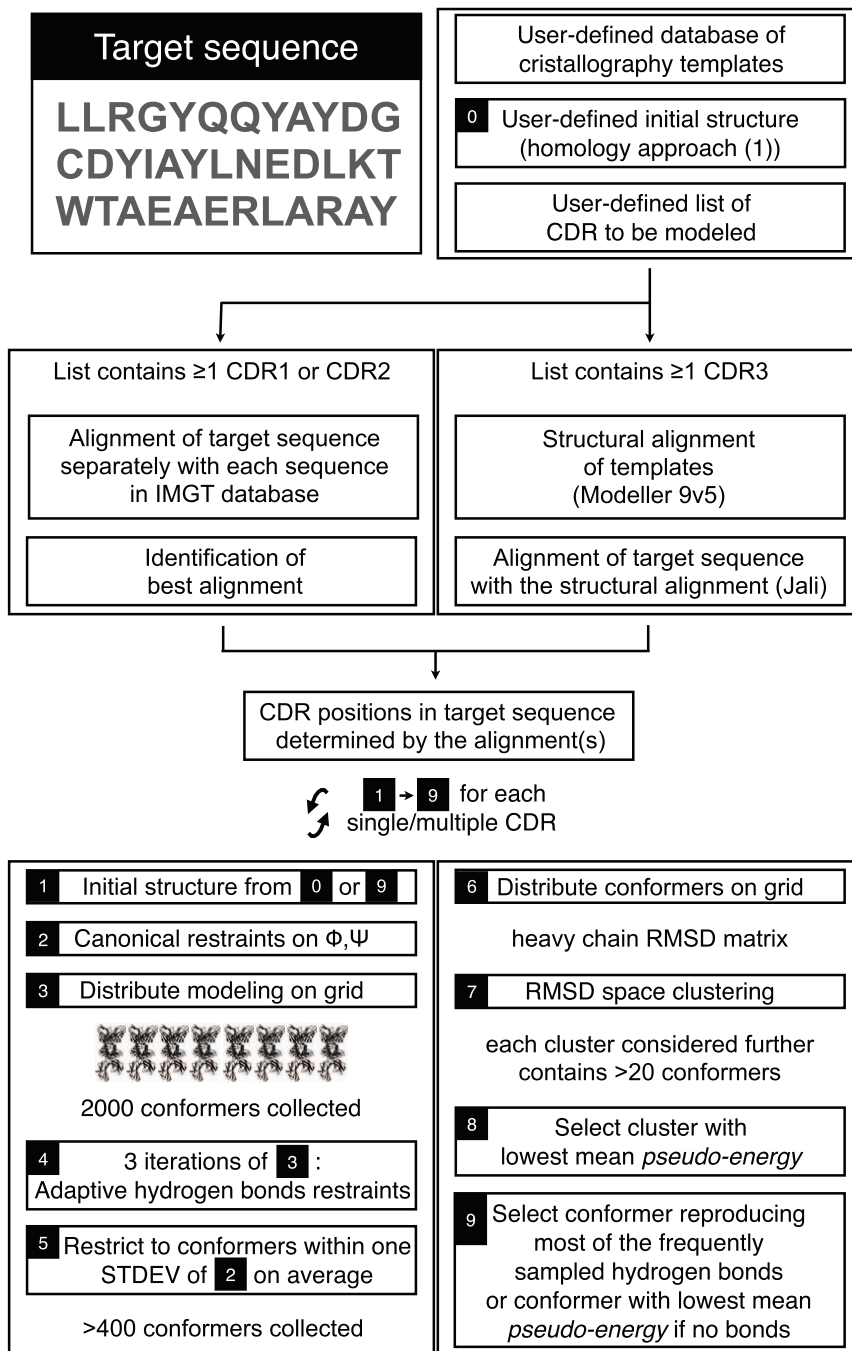 Target sequence
LLRGYQQYAYDG
CDYIAYLNEDLKT
WTAEAERLARAY
User-defined database of
cristallography templates
0 User-defined initial structure
(homology approach (1))
User-defined list of
CDR to be modeled
List contains ≥1 CDR1 or CDR2
Alignment of target sequence
separately with each sequence
in IMGT database
Identification of
best alignment
List contains ≥1 CDR3
Structural alignment
of templates
(Modeller 9v5)
Alignment of target sequence
with the structural alignment (Jali)
CDR positions in target sequence
determined by the alignment(s)
1 → 9 for each
single/multiple CDR
1 Initial structure from 0 or 9
2 Canonical restraints on Φ,Ψ
3 Distribute modeling on grid
2000 conformers collected
4 3 iterations of 3 :
Adaptive hydrogen bonds restraints
5 Restrict to conformers within one
STDEV of 2 on average
>400 conformers collected
6 Distribute conformers on grid
heavy chain RMSD matrix
7 RMSD space clustering
each cluster considered further
contains >20 conformers
8 Select cluster with
lowest mean pseudo-energy
9 Select conformer reproducing
most of the frequently
sampled hydrogen bonds
or conformer with lowest mean
pseudo-energy if no bonds